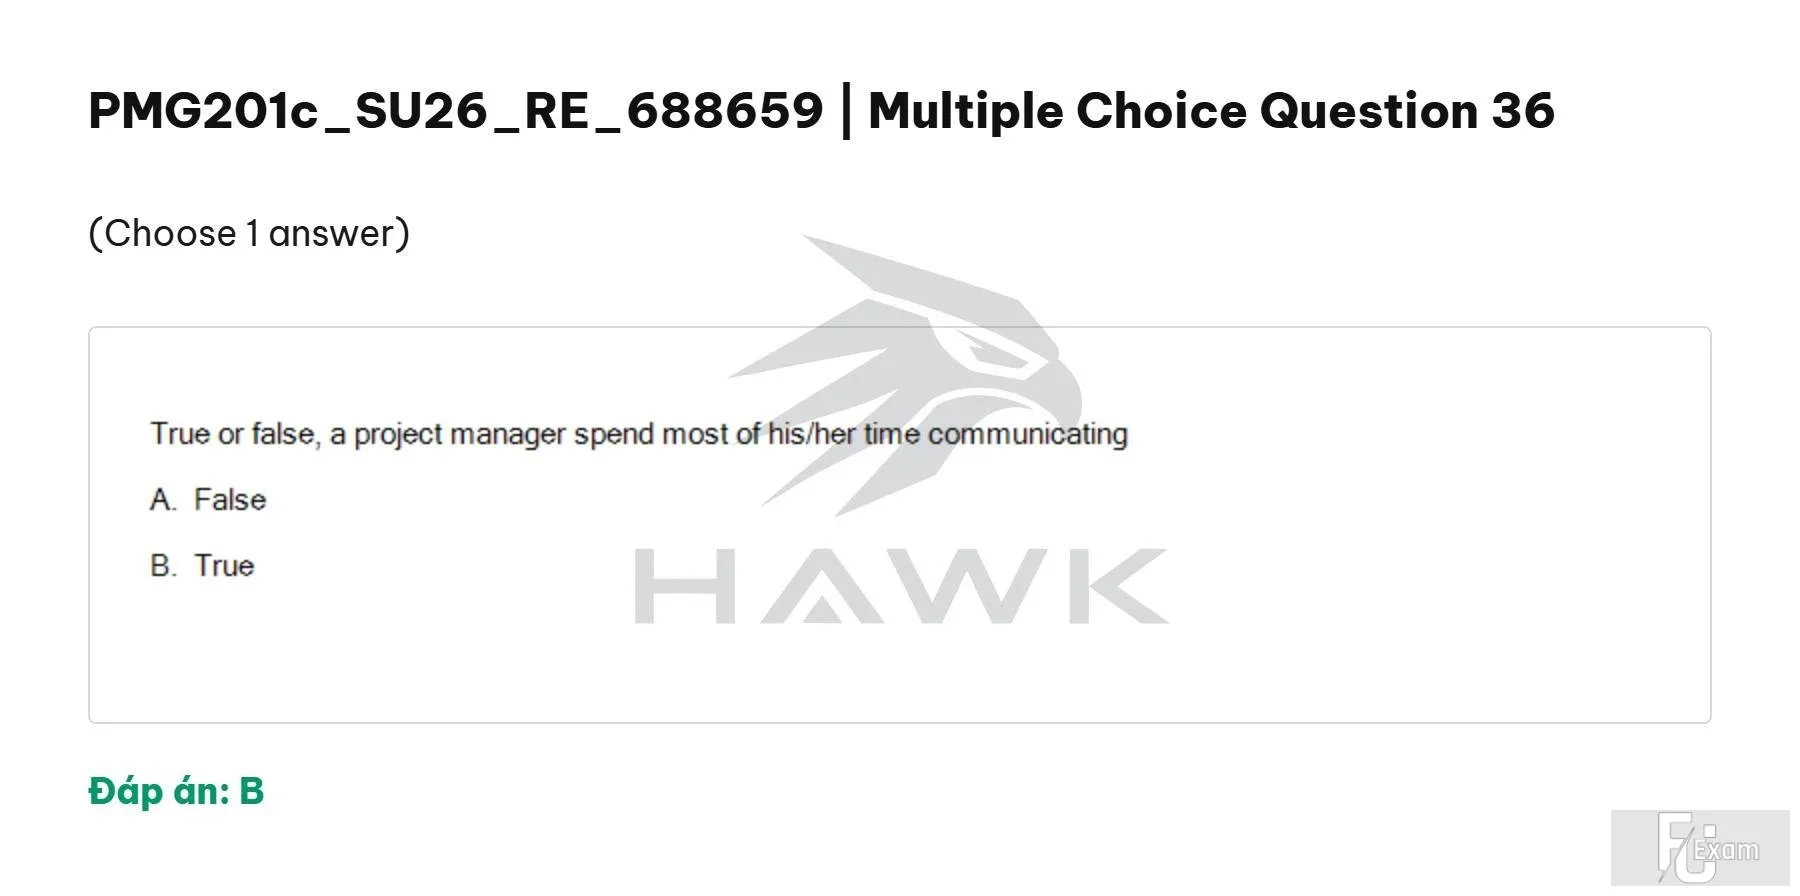 PMG201c_SU26_RE_688659 | Multiple Choice Question 36
(Choose 1 answer)
True or false, a project manager spend most of his/her time communicating
A. False
B. True
HAWK
Đáp án: B
FU Exam